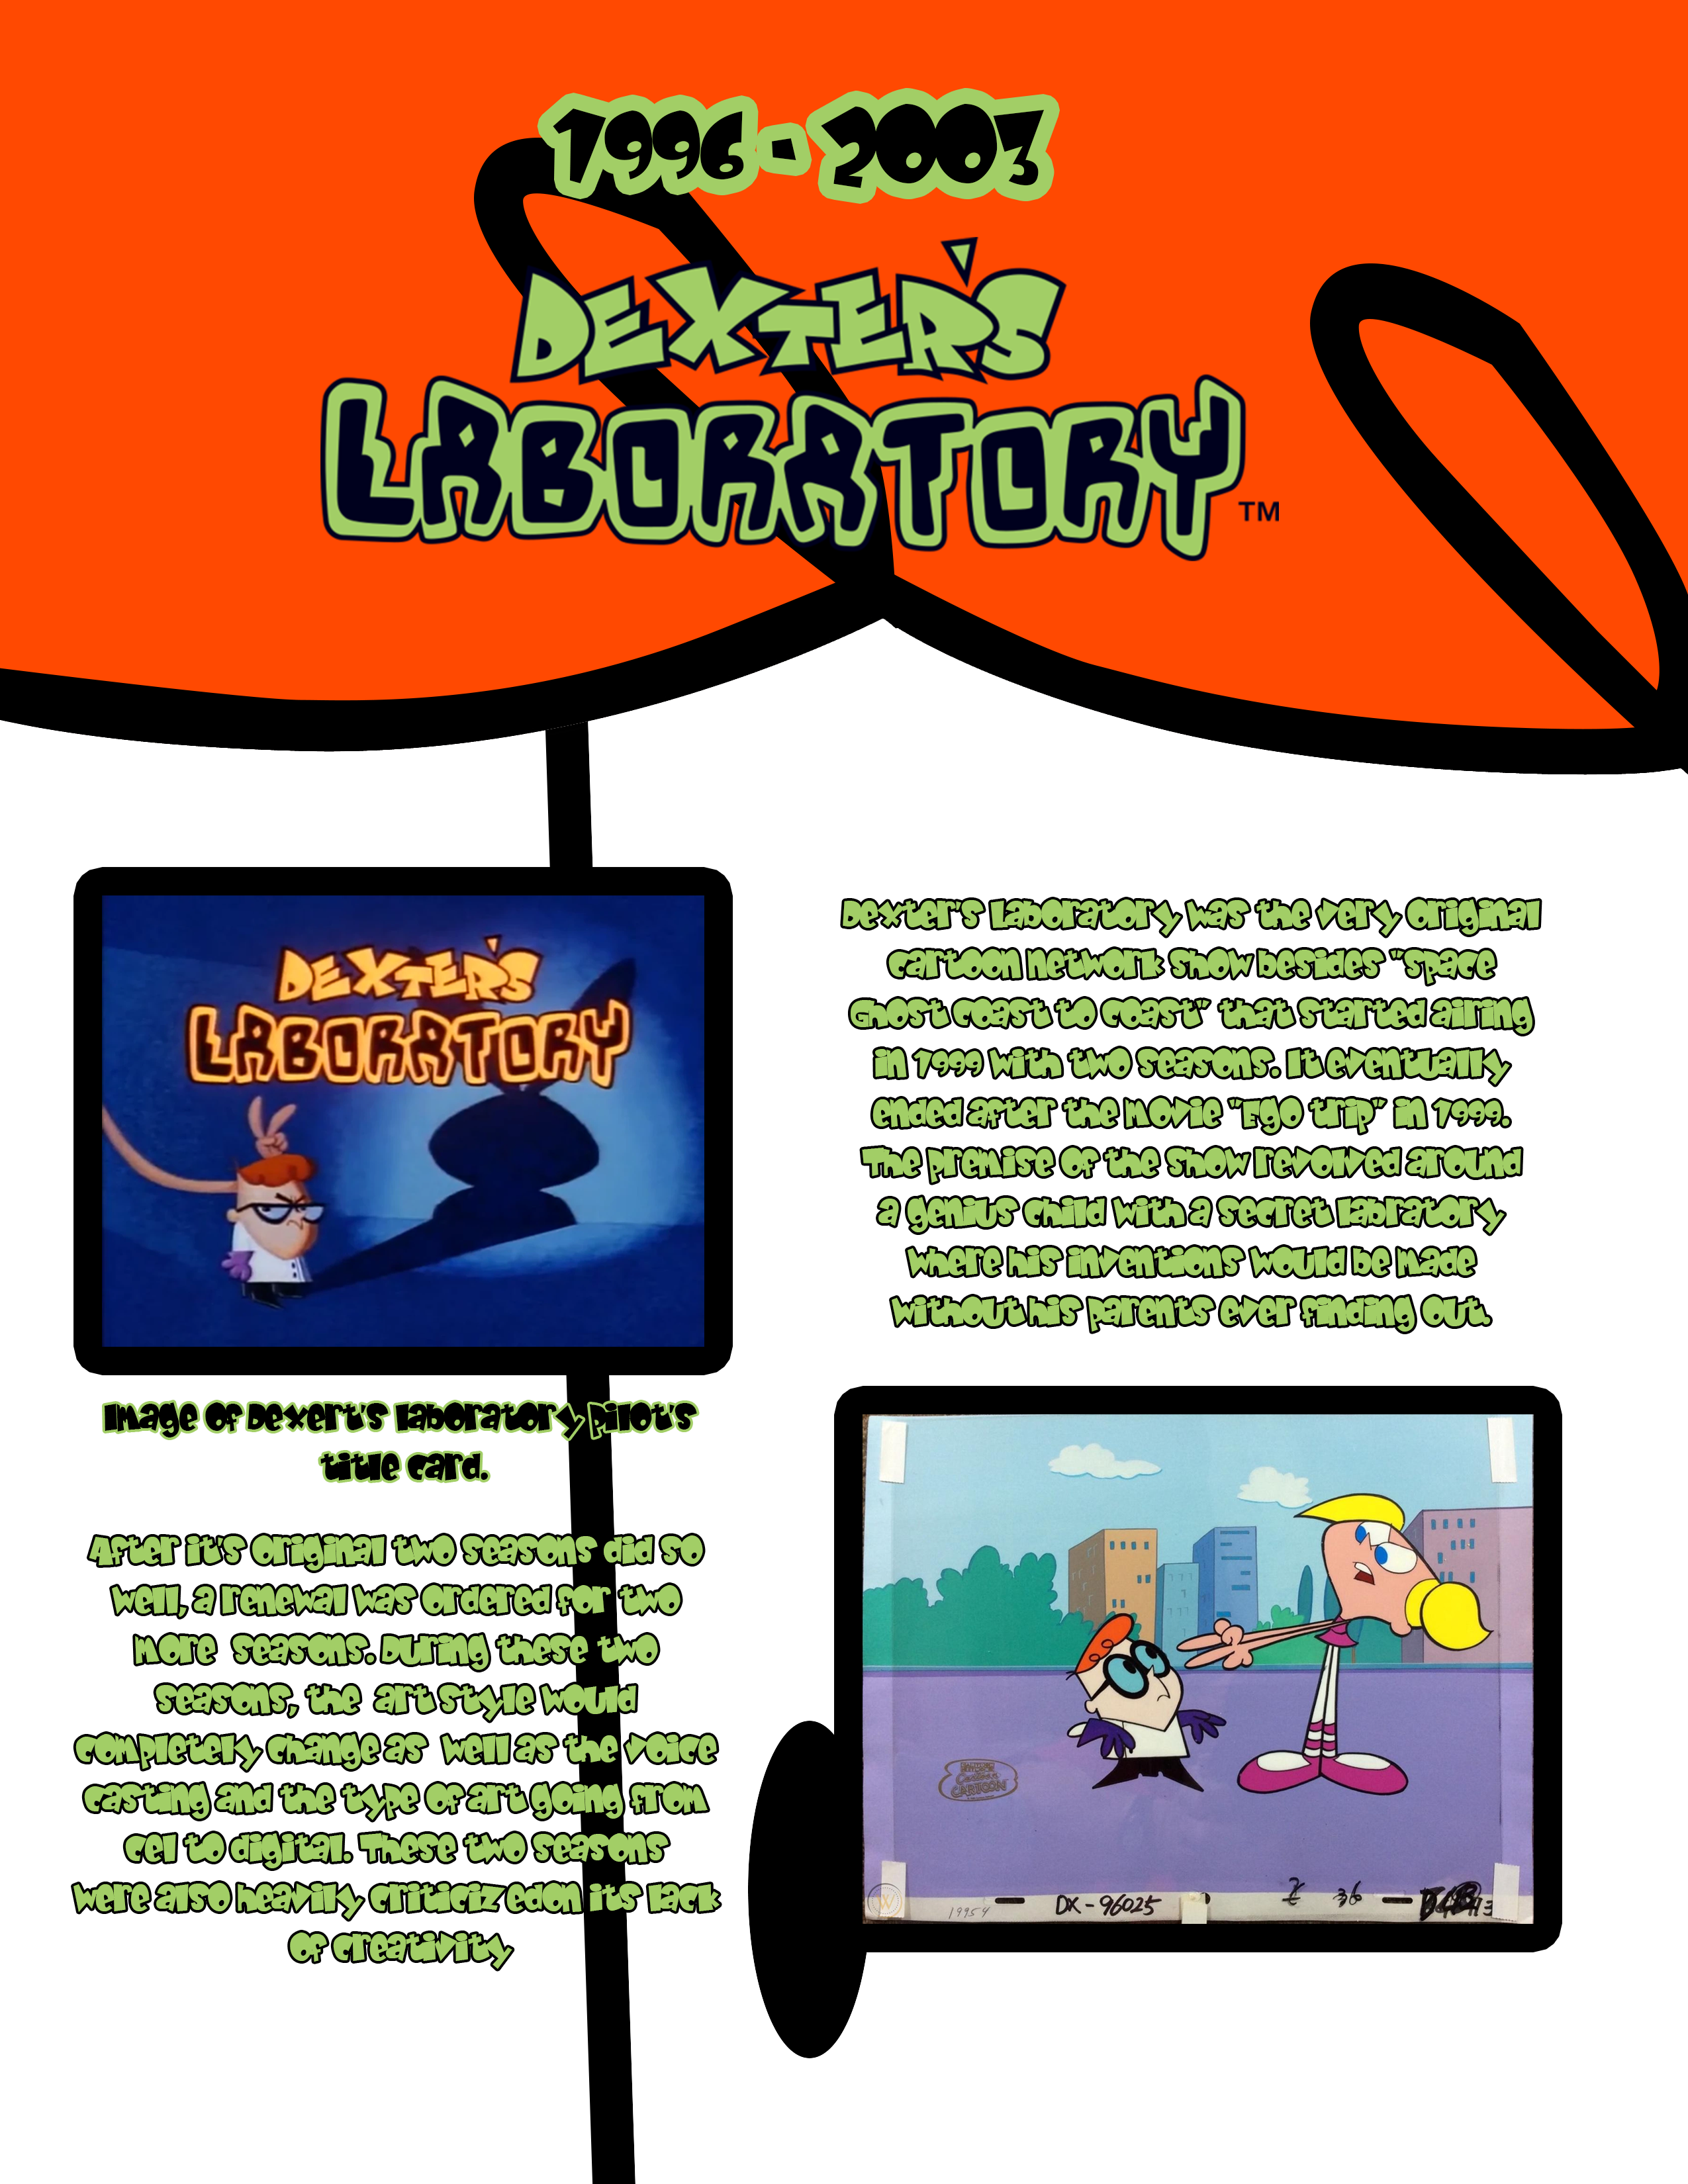 1996 - 2003
DEXTER'S
LABORATORY™
DEXTER'S
LABORATORY
Image of Dexert's laboratory pilot's
title card.
Dexter's Laboratory was the very original
cartoon network show besides "Space
Ghost coast to coast" that started airing
in 1999 with two seasons. It eventually
ended after the movie "Ego trip" in 1999.
The premise of the show revolved around
a genius child with a secret labratory
where his inventions would be made
without his parents ever finding out.
After it's original two seasons did so
well, a renewal was ordered for two
more seasons. During these two
seasons, the art style would
completely change as well as the voice
casting and the type of art going from
cel to digital. These two seasons
were also heavily criticiz edon its lack
of creativity
CARTOON
19954
DX-96025
36